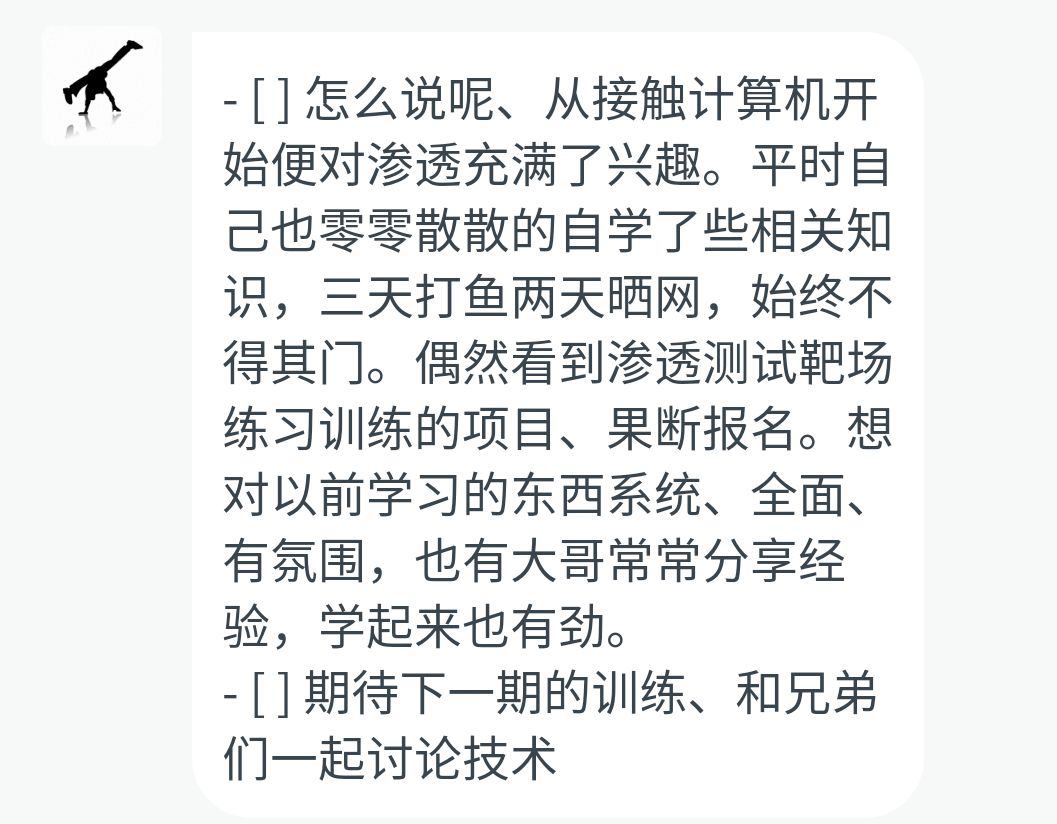 - [ ] 怎么说呢、从接触计算机开
始便对渗透充满了兴趣。平时自
己也零零散散的自学了些相关知
识，三天打鱼两天晒网，始终不
得其门。偶然看到渗透测试靶场
练习训练的项目、果断报名。想
对以前学习的东西系统、全面、
有氛围，也有大哥常常分享经
验，学起来也有劲。
- [ ] 期待下一期的训练、和兄弟
们一起讨论技术